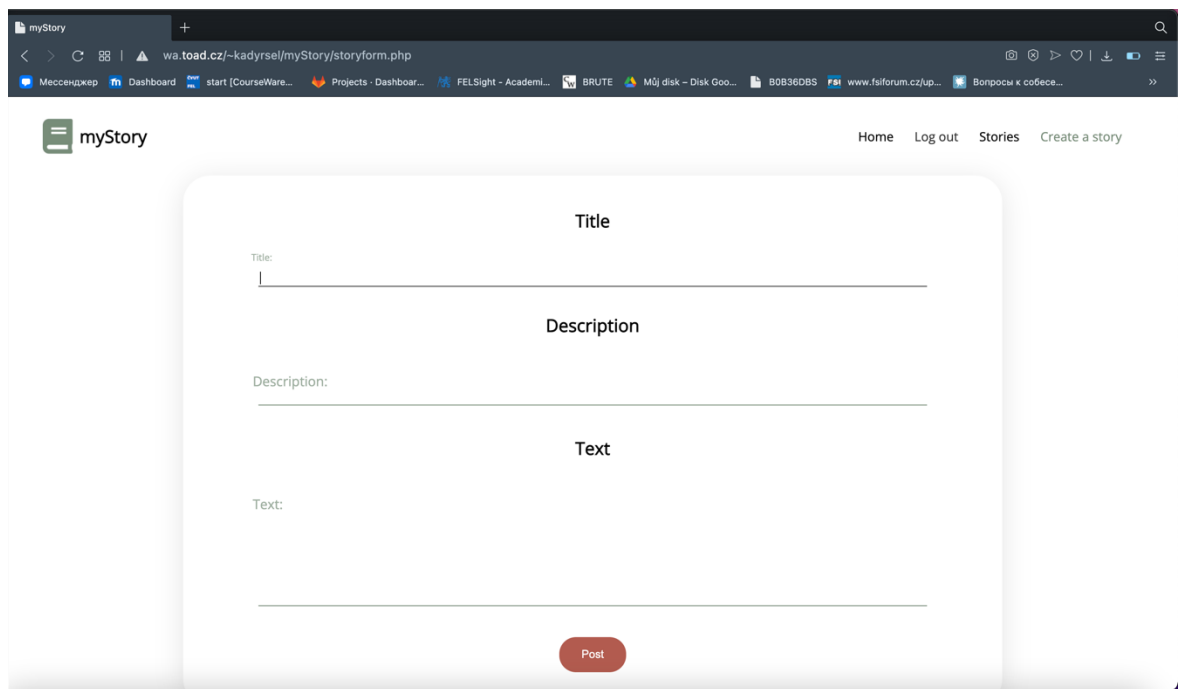 myStory
wa.toad.cz/~kadyrsel/myStory/storyform.php
Мессенджер Dashboard start [CourseWare... Projects · Dashboar... FELSight - Academi... BRUTE Můj disk – Disk Goo... B0B36DBS FSI www.fsiforum.cz/up... Вопросы к собесе...
myStory Home Log out Stories Create a story
Title
Title:
Description
Description:
Text
Text:
Post